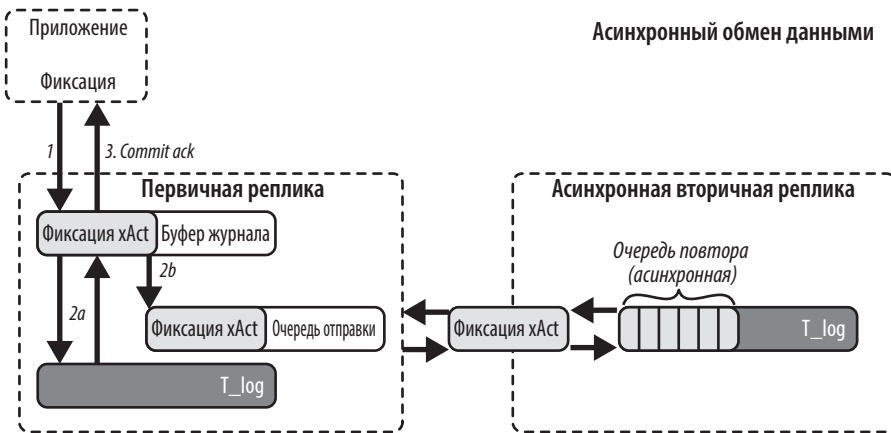 Приложение
Асинхронный обмен данными
Фиксация
1
3. Commit ack
Первичная реплика
Асинхронная вторичная реплика
Фиксация xAct
Буфер журнала
Очередь повтора
(асинхронная)
2b
2a
Фиксация xAct
Очередь отправки
Фиксация xAct
T_log
T_log